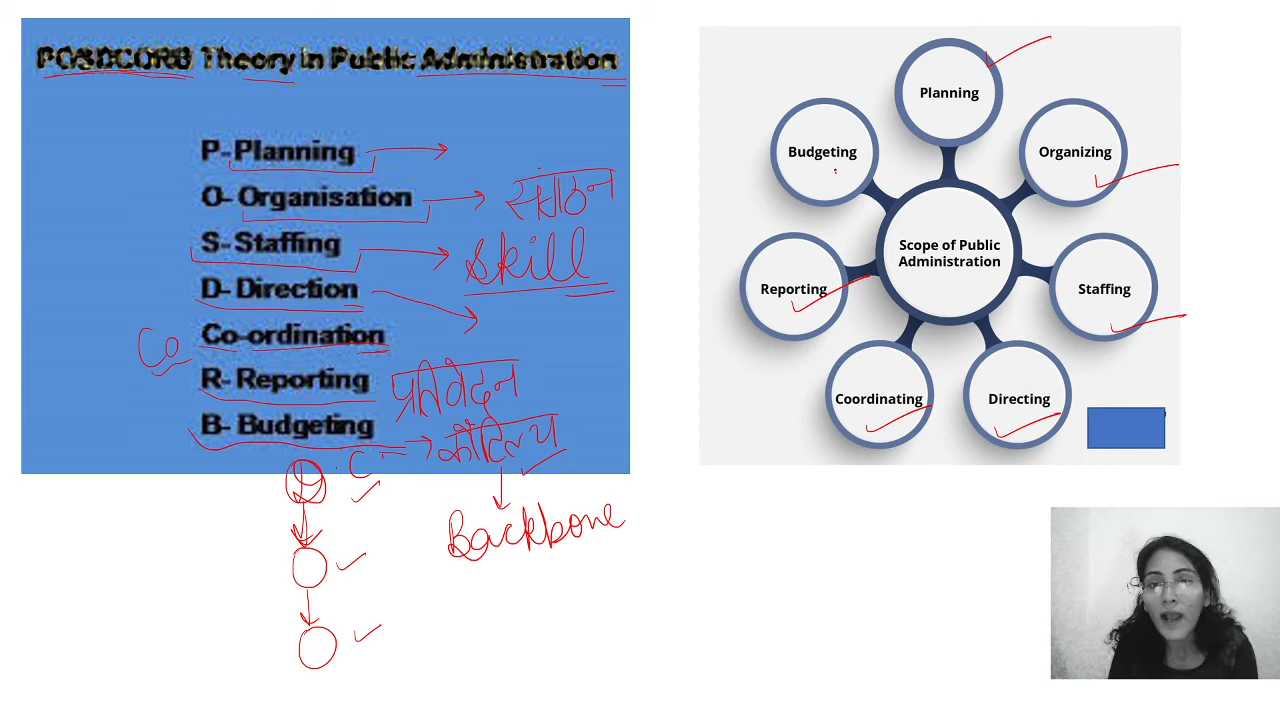 POSDCORB Theory in Public Administration
P- Planning
O- Organisation संगठन
S- Staffing skill
D- Direction
Co Co-ordination
R- Reporting प्रतिवेदन
B- Budgeting कौटिल्य
C
Backbone
Planning
Budgeting
Organizing
Scope of Public
Administration
Reporting
Staffing
Coordinating
Directing